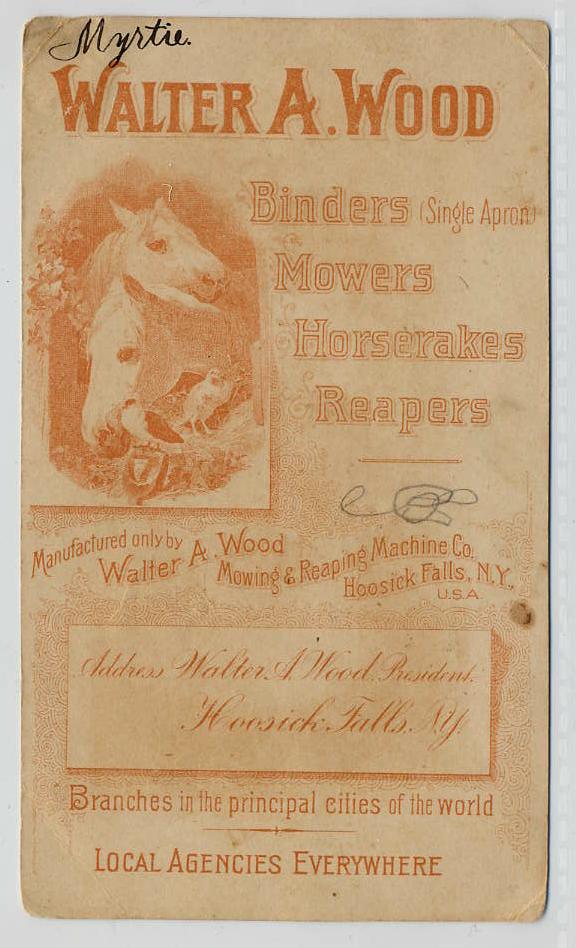 Myrtie.
WALTER A. WOOD
Binders (Single Apron)
Mowers
Horserakes
& Reapers
Manufactured only by
Walter A. Wood
Mowing & Reaping Machine Co.
Hoosick Falls, N.Y.,
U.S.A.
Address Walter A. Wood, President,
Hoosick Falls, N.Y.
Branches in the principal cities of the world
LOCAL AGENCIES EVERYWHERE